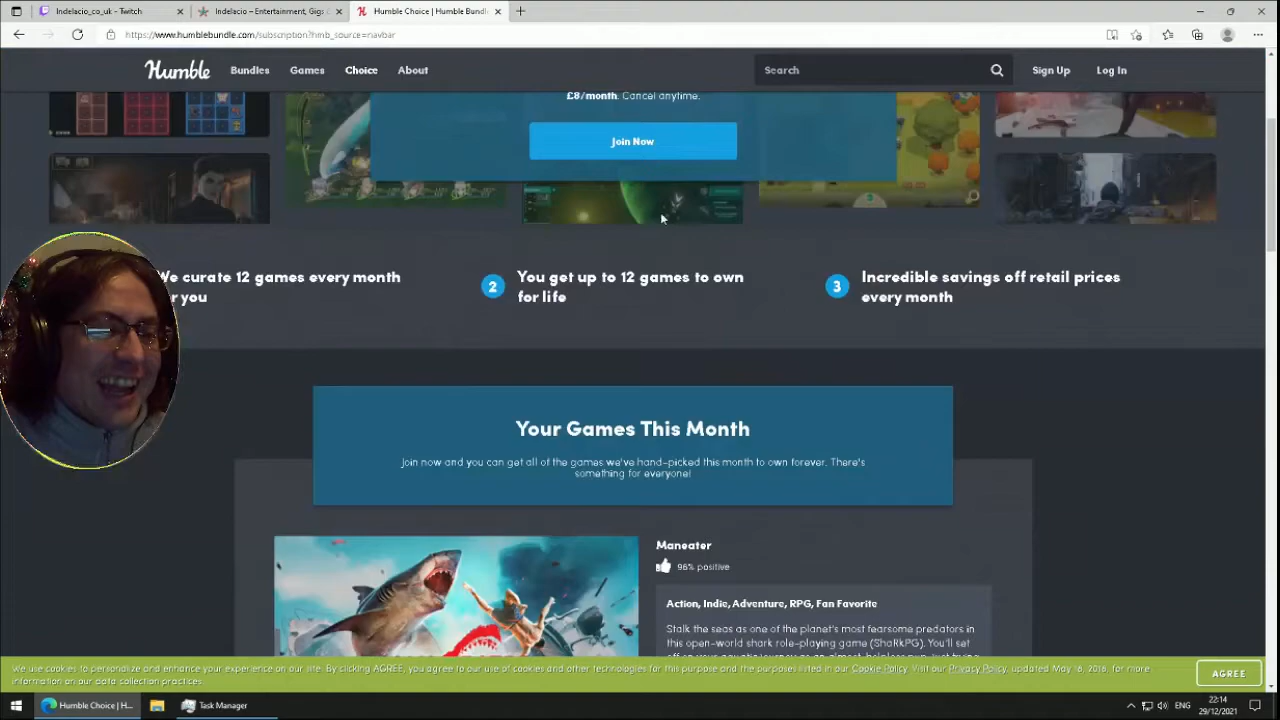 Indelacio_co_uk - Twitch
Indelacio – Entertainment, Gigs
Humble Choice | Humble Bundle
https://www.humblebundle.com/subscription?hmb_source=navbar
Humble
Bundles
Games
Choice
About
Search
Sign Up
Log In
£8/month. Cancel anytime.
Join Now
We curate 12 games every month
you
2
You get up to 12 games to own
for life
3
Incredible savings off retail prices
every month
Your Games This Month
Join now and you can get all of the games we've hand-picked this month to own forever. There's
something for everyone!
Maneater
96% positive
Action, Indie, Adventure, RPG, Fan Favorite
Stalk the seas as one of the planet's most fearsome predators in
this open-world shark role-playing game (ShaRkPG). You'll set
We use cookies to personalize and enhance your experience on our site. By clicking AGREE, you agree to our use of cookies and other technologies for this purpose and the purposes listed in our Cookie Policy. Visit our Privacy Policy, updated May 16, 2018, for more
information on our data collection practices.
AGREE
Humble Choice | H...
Task Manager
ENG
22:14
29/12/2021